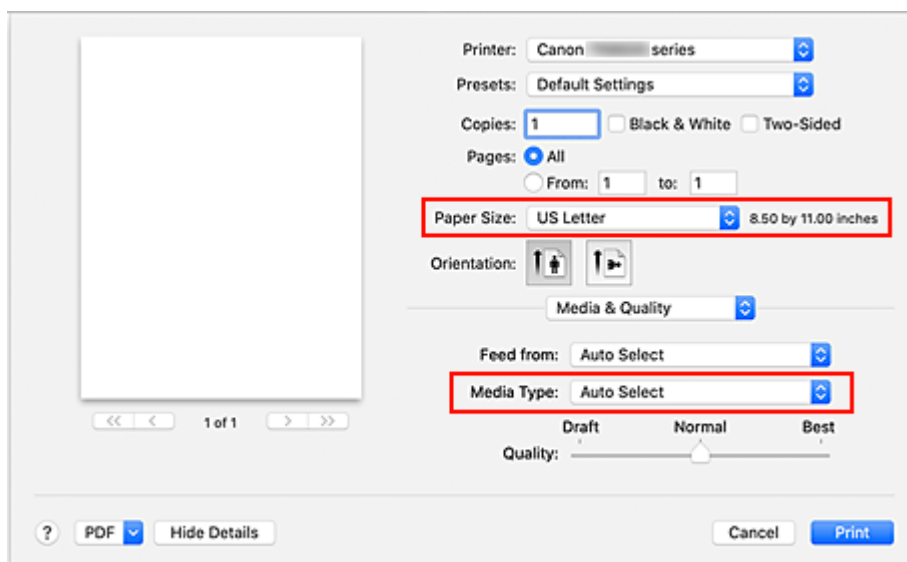 Printer: Canon series
Presets: Default Settings
Copies: 1 Black & White Two-Sided
Pages: All
From: 1 to: 1
Paper Size: US Letter 8.50 by 11.00 inches
Orientation:
Media & Quality
Feed from: Auto Select
Media Type: Auto Select
Draft Normal Best
Quality:
<< < 1 of 1 > >>
? PDF Hide Details Cancel Print